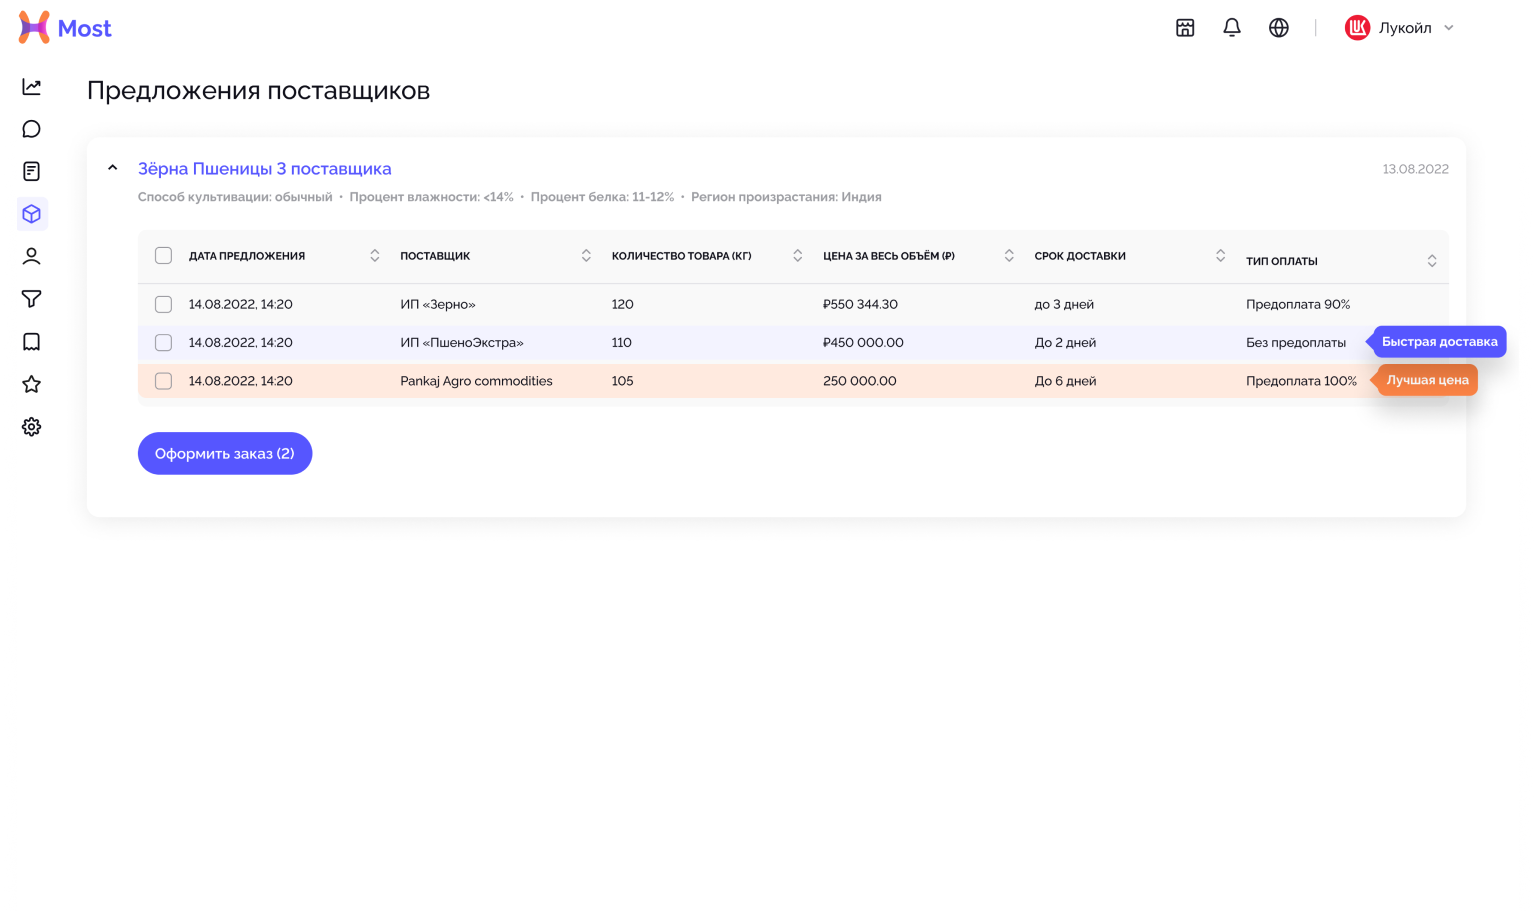 Most
Лукойл
Предложения поставщиков
Зёрна Пшеницы 3 поставщика
13.08.2022
Способ культивации: обычный • Процент влажности: <14% • Процент белка: 11-12% • Регион произрастания: Индия
ДАТА ПРЕДЛОЖЕНИЯ ПОСТАВЩИК КОЛИЧЕСТВО ТОВАРА (КГ) ЦЕНА ЗА ВЕСЬ ОБЪЁМ (₽) СРОК ДОСТАВКИ ТИП ОПЛАТЫ
14.08.2022, 14:20 ИП «Зерно» 120 ₽550 344.30 до 3 дней Предоплата 90%
14.08.2022, 14:20 ИП «ПшеноЭкстра» 110 ₽450 000.00 До 2 дней Без предоплаты Быстрая доставка
14.08.2022, 14:20 Pankaj Agro commodities 105 250 000.00 До 6 дней Предоплата 100% Лучшая цена
Оформить заказ (2)